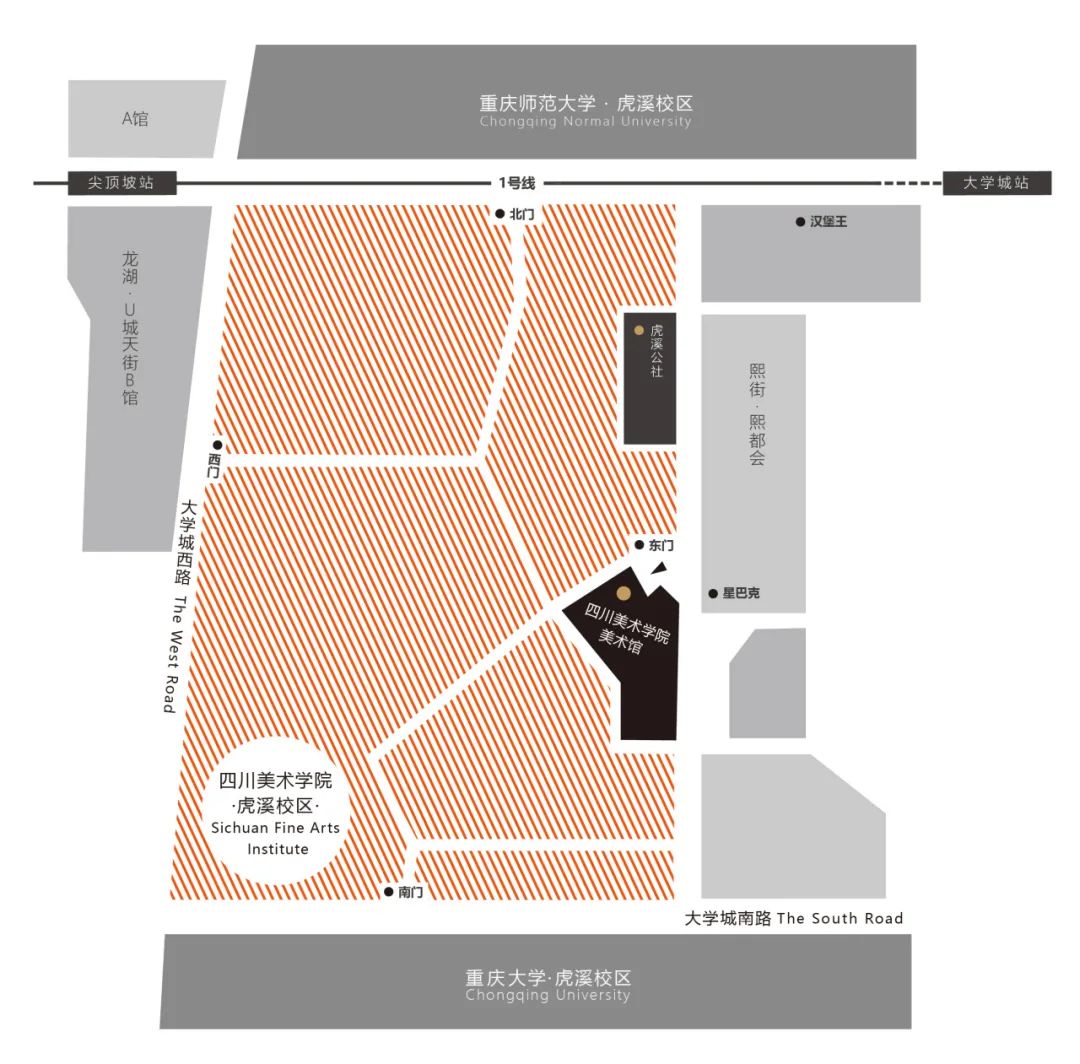 重庆师范大学 · 虎溪校区
Chongqing Normal University
A馆
尖顶坡站
1号线
大学城站
北门
汉堡王
龙湖·U城天街B馆
虎溪公社
熙街·熙都会
西门
大学城西路 The West Road
东门
星巴克
四川美术学院
美术馆
四川美术学院
·虎溪校区·
Sichuan Fine Arts
Institute
南门
大学城南路 The South Road
重庆大学·虎溪校区
Chongqing University